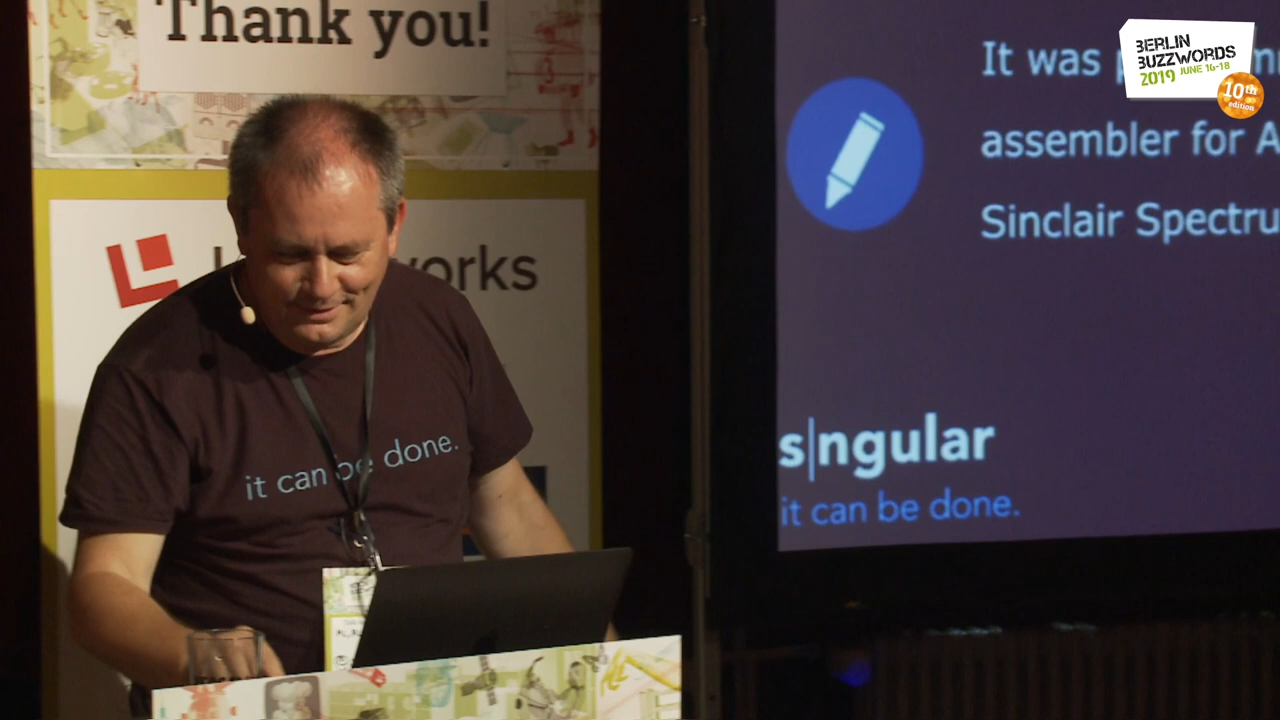 Thank you!
works
it can be done.
It was
assembler for A
Sinclair Spectru
s|ngular
it can be done.
BERLIN
BUZZWORDS
2019 JUNE 16-18
10th
edition